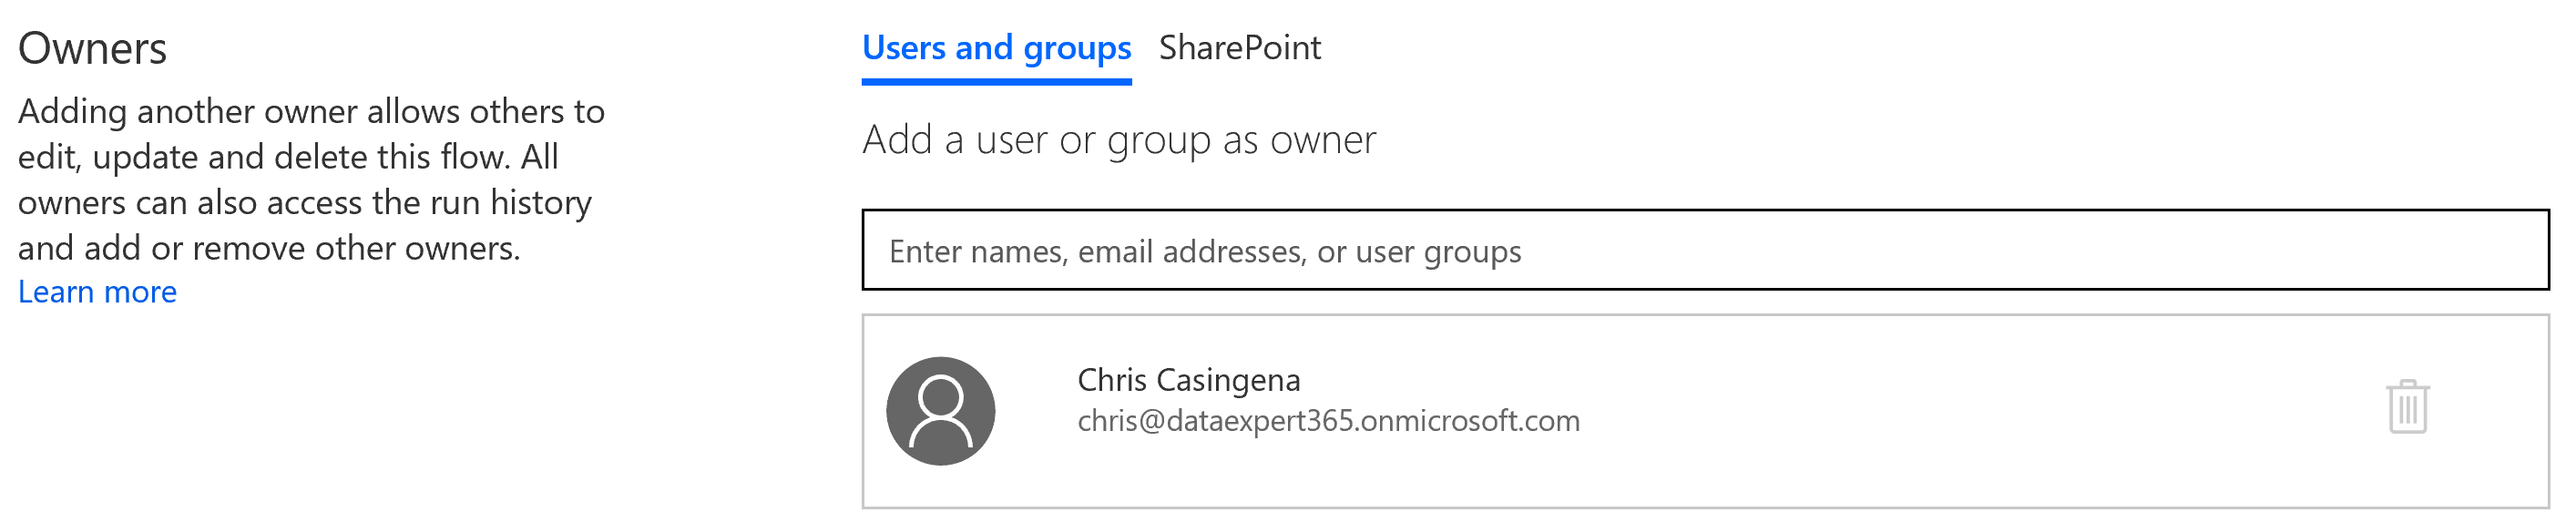 Owners
Adding another owner allows others to
edit, update and delete this flow. All
owners can also access the run history
and add or remove other owners.
Learn more
Users and groups SharePoint
Add a user or group as owner
Enter names, email addresses, or user groups
Chris Casingena
chris@dataexpert365.onmicrosoft.com